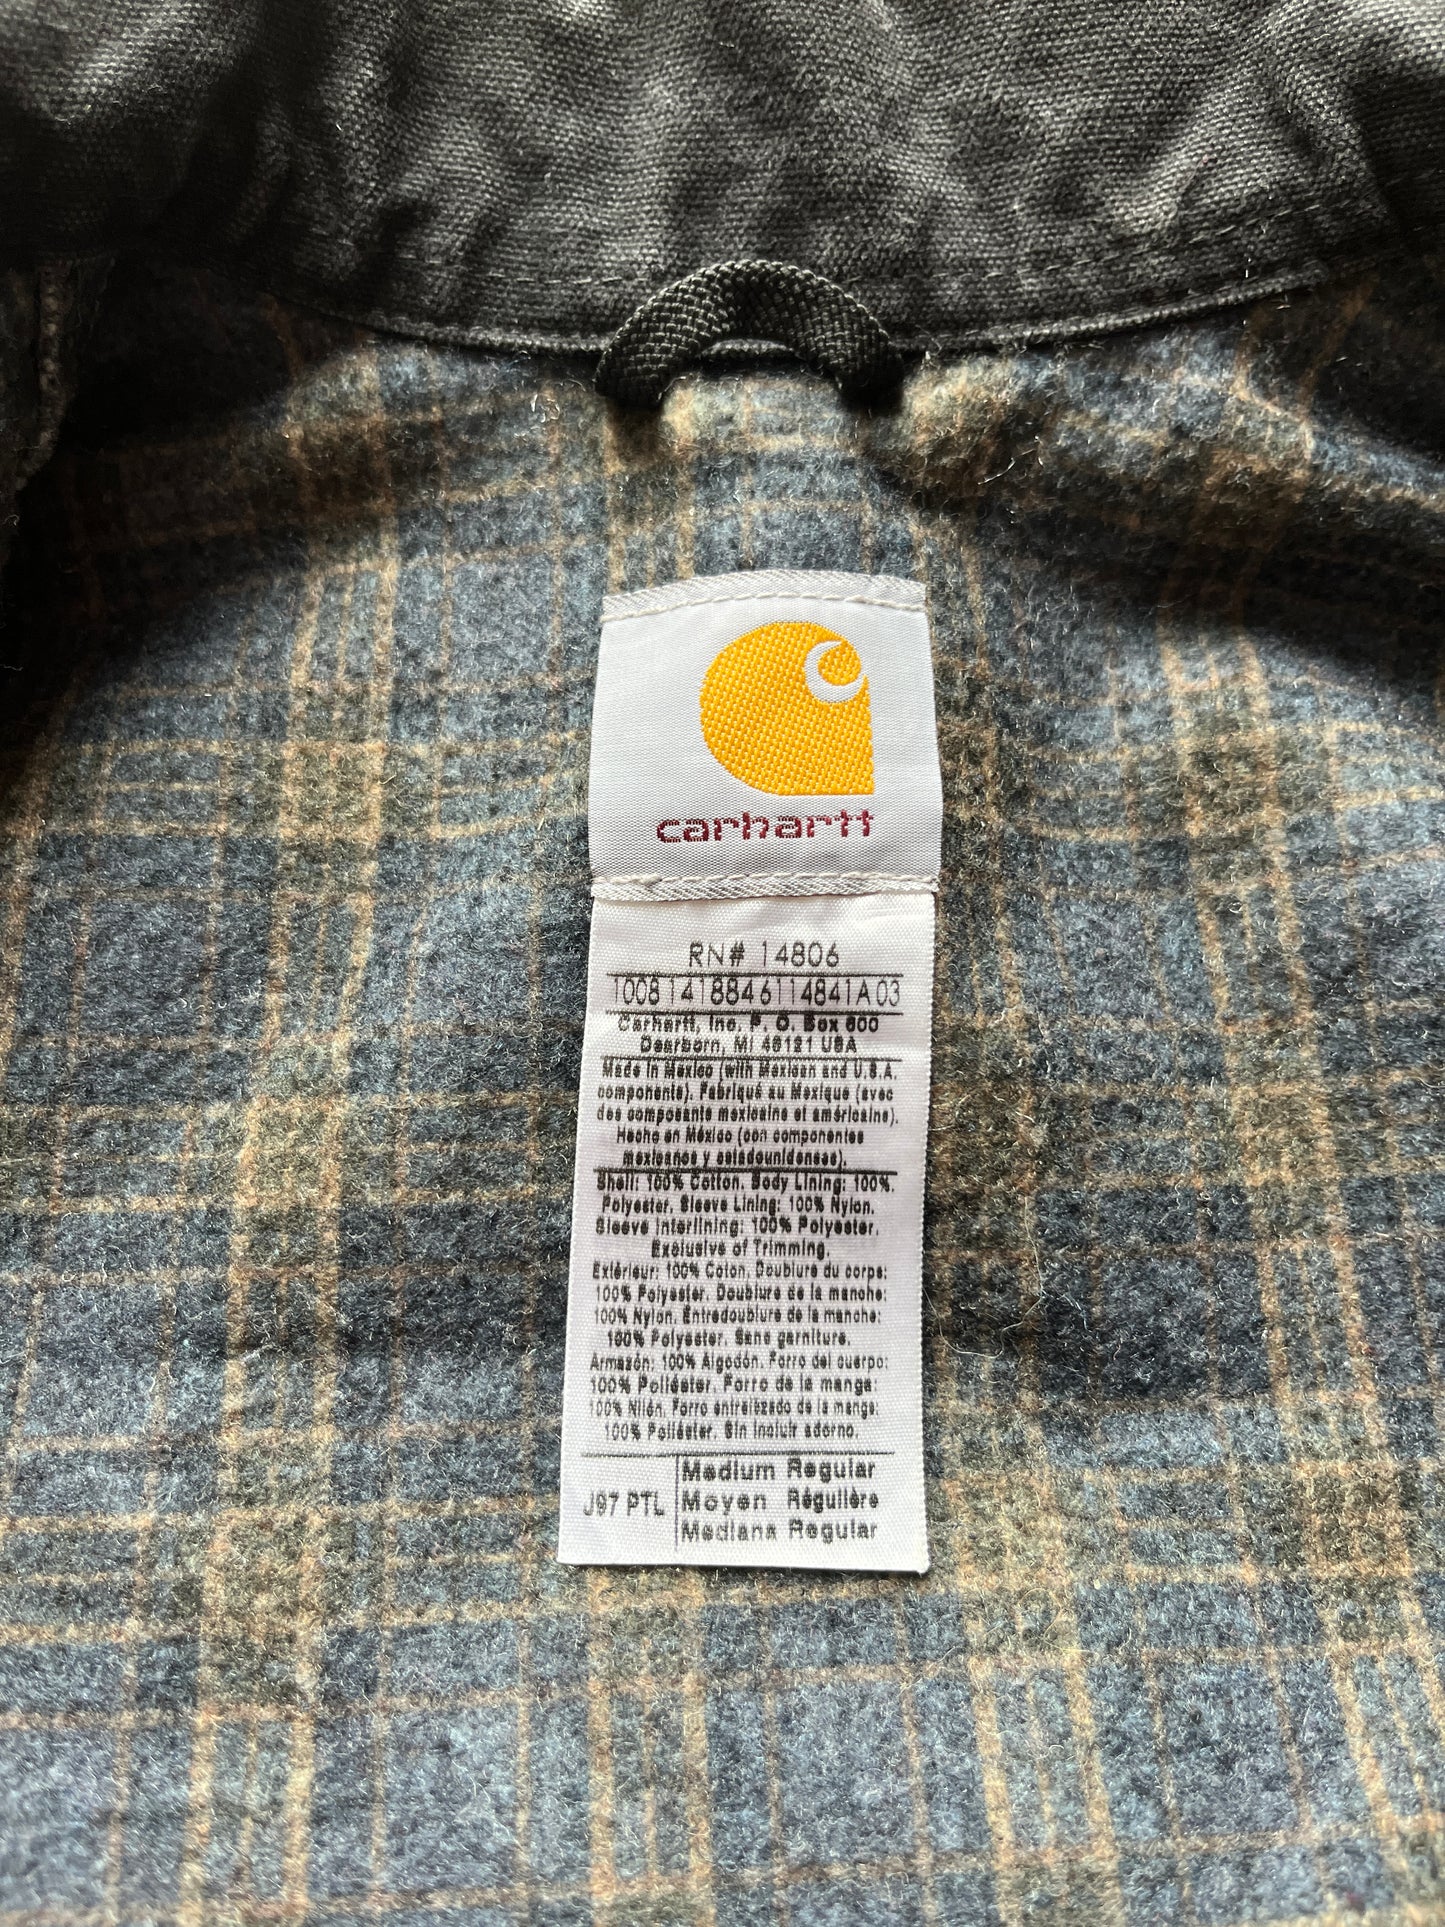 carhartt
RN# 14806
10081418846114841A03
Carhartt, Inc. P. O. Box 600
Dearborn, MI 48121 USA
Made in Mexico (with Mexican and U.S.A.
components). Fabriqué au Mexique (avec
des composants mexicains et américains).
Hecho en México (con componentes
mexicanos y estadounidenses).
Shell: 100% Cotton. Body Lining: 100%
Polyester. Sleeve Lining: 100% Nylon.
Sleeve Interlining: 100% Polyester.
Exclusive of Trimming.
Extérieur: 100% Coton. Doublure du corps:
100% Polyester. Doublure de la manche:
100% Nylon. Entredoublure de la manche:
100% Polyester. Sans garniture.
Armazón: 100% Algodón. Forro del cuerpo:
100% Poliéster. Forro de la manga:
100% Nilón. Forro entrelizado de la manga:
100% Poliéster. Sin incluir adorno.
J97 PTL
Medium Regular
Moyen Régulière
Mediana Regular